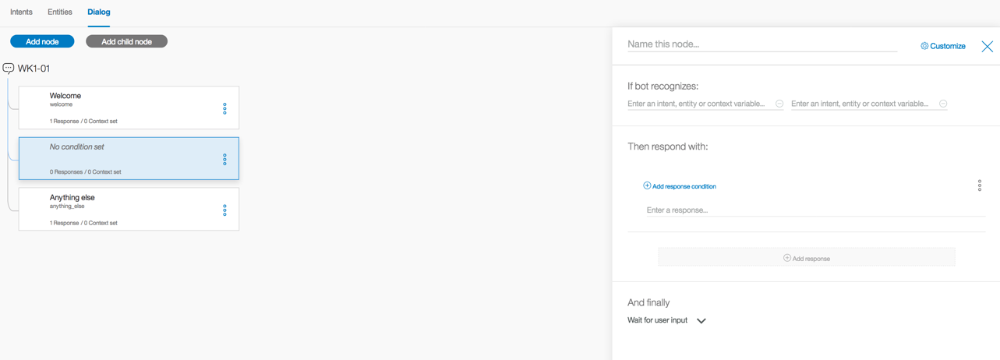 Intents Entities Dialog
Add node Add child node
WK1-01
Welcome
welcome
1 Response / 0 Context set
No condition set
0 Responses / 0 Context set
Anything else
anything_else
1 Response / 0 Context set
Name this node... Customize
If bot recognizes:
Enter an intent, entity or context variable... Enter an intent, entity or context variable...
Then respond with:
Add response condition
Enter a response...
Add response
And finally
Wait for user input